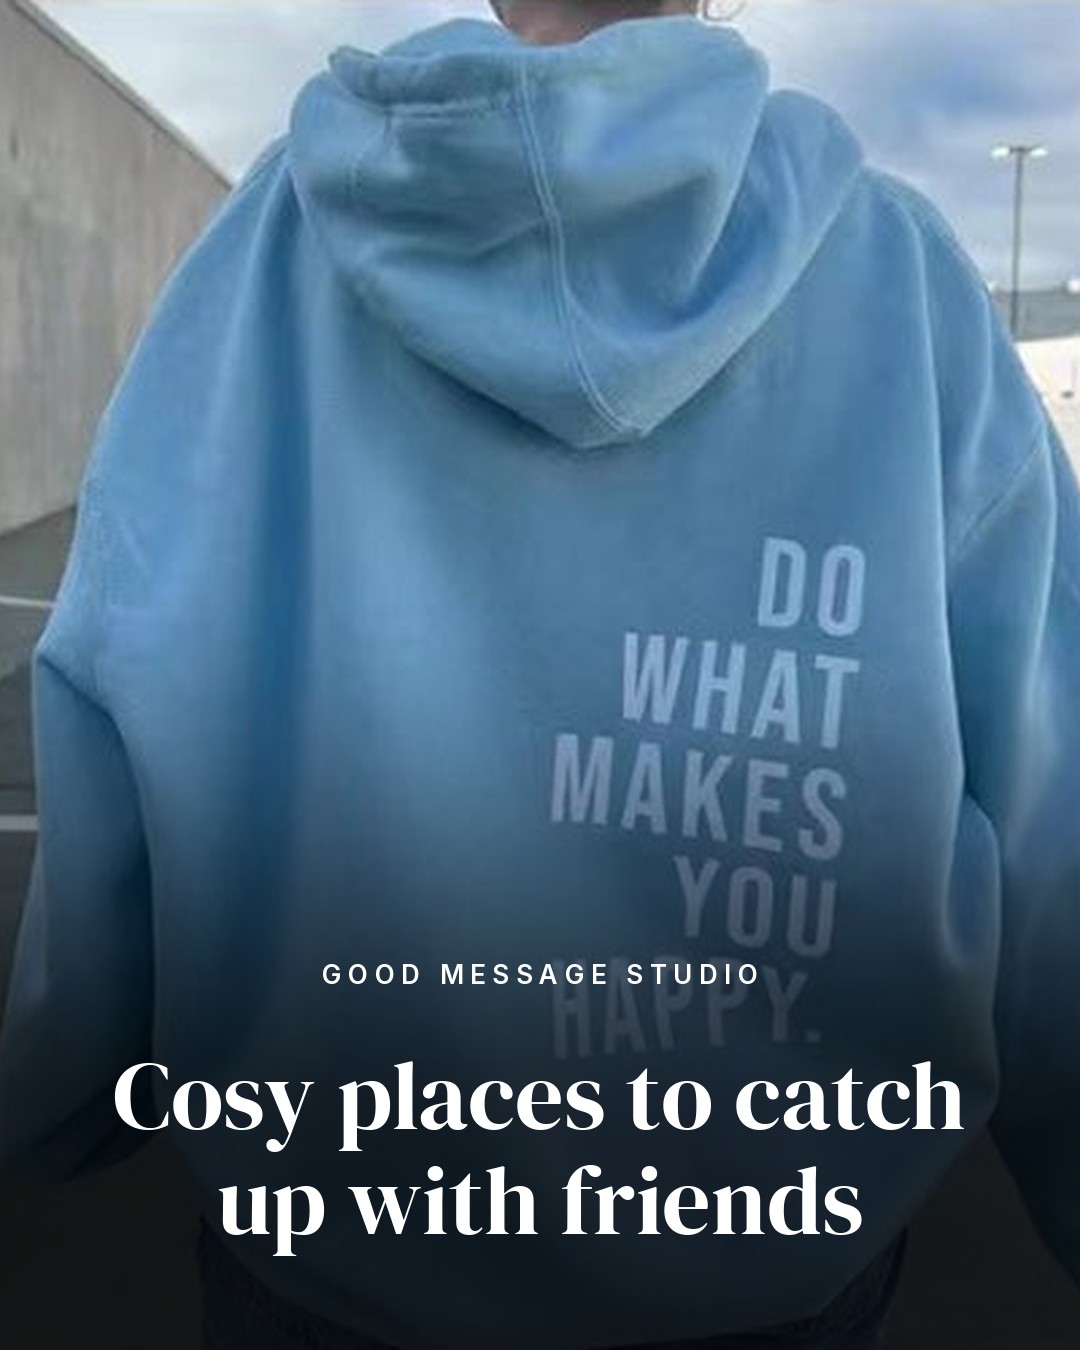 DO
WHAT
MAKES
YOU
HAPPY.
GOOD MESSAGE STUDIO
Cosy places to catch
up with friends